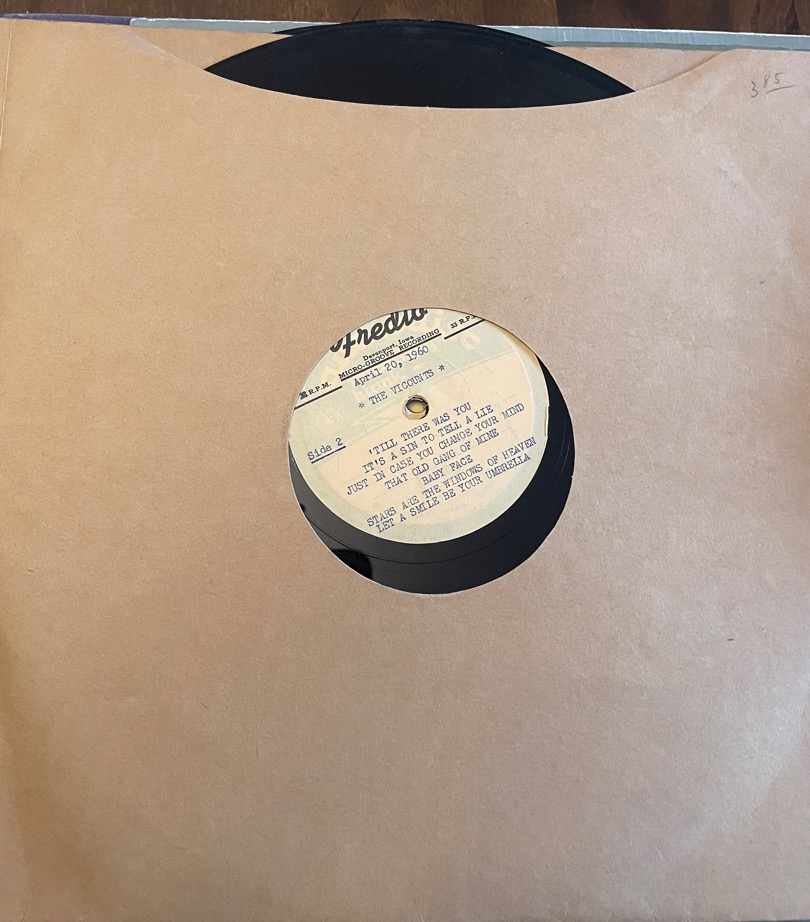 3 85
Fredlo
Davenport, Iowa
MICRO-GROOVE RECORDING
R.P.M. 33 R.P.
April 20, 1960
* THE VICOUNTS *
Side 2
'TILL THERE WAS YOU
IT'S A SIN TO TELL A LIE
JUST IN CASE YOU CHANGE YOUR MIND
THAT OLD GANG OF MINE
BABY FACE
STARS ARE THE WINDOWS OF HEAVEN
LET A SMILE BE YOUR UMBRELLA